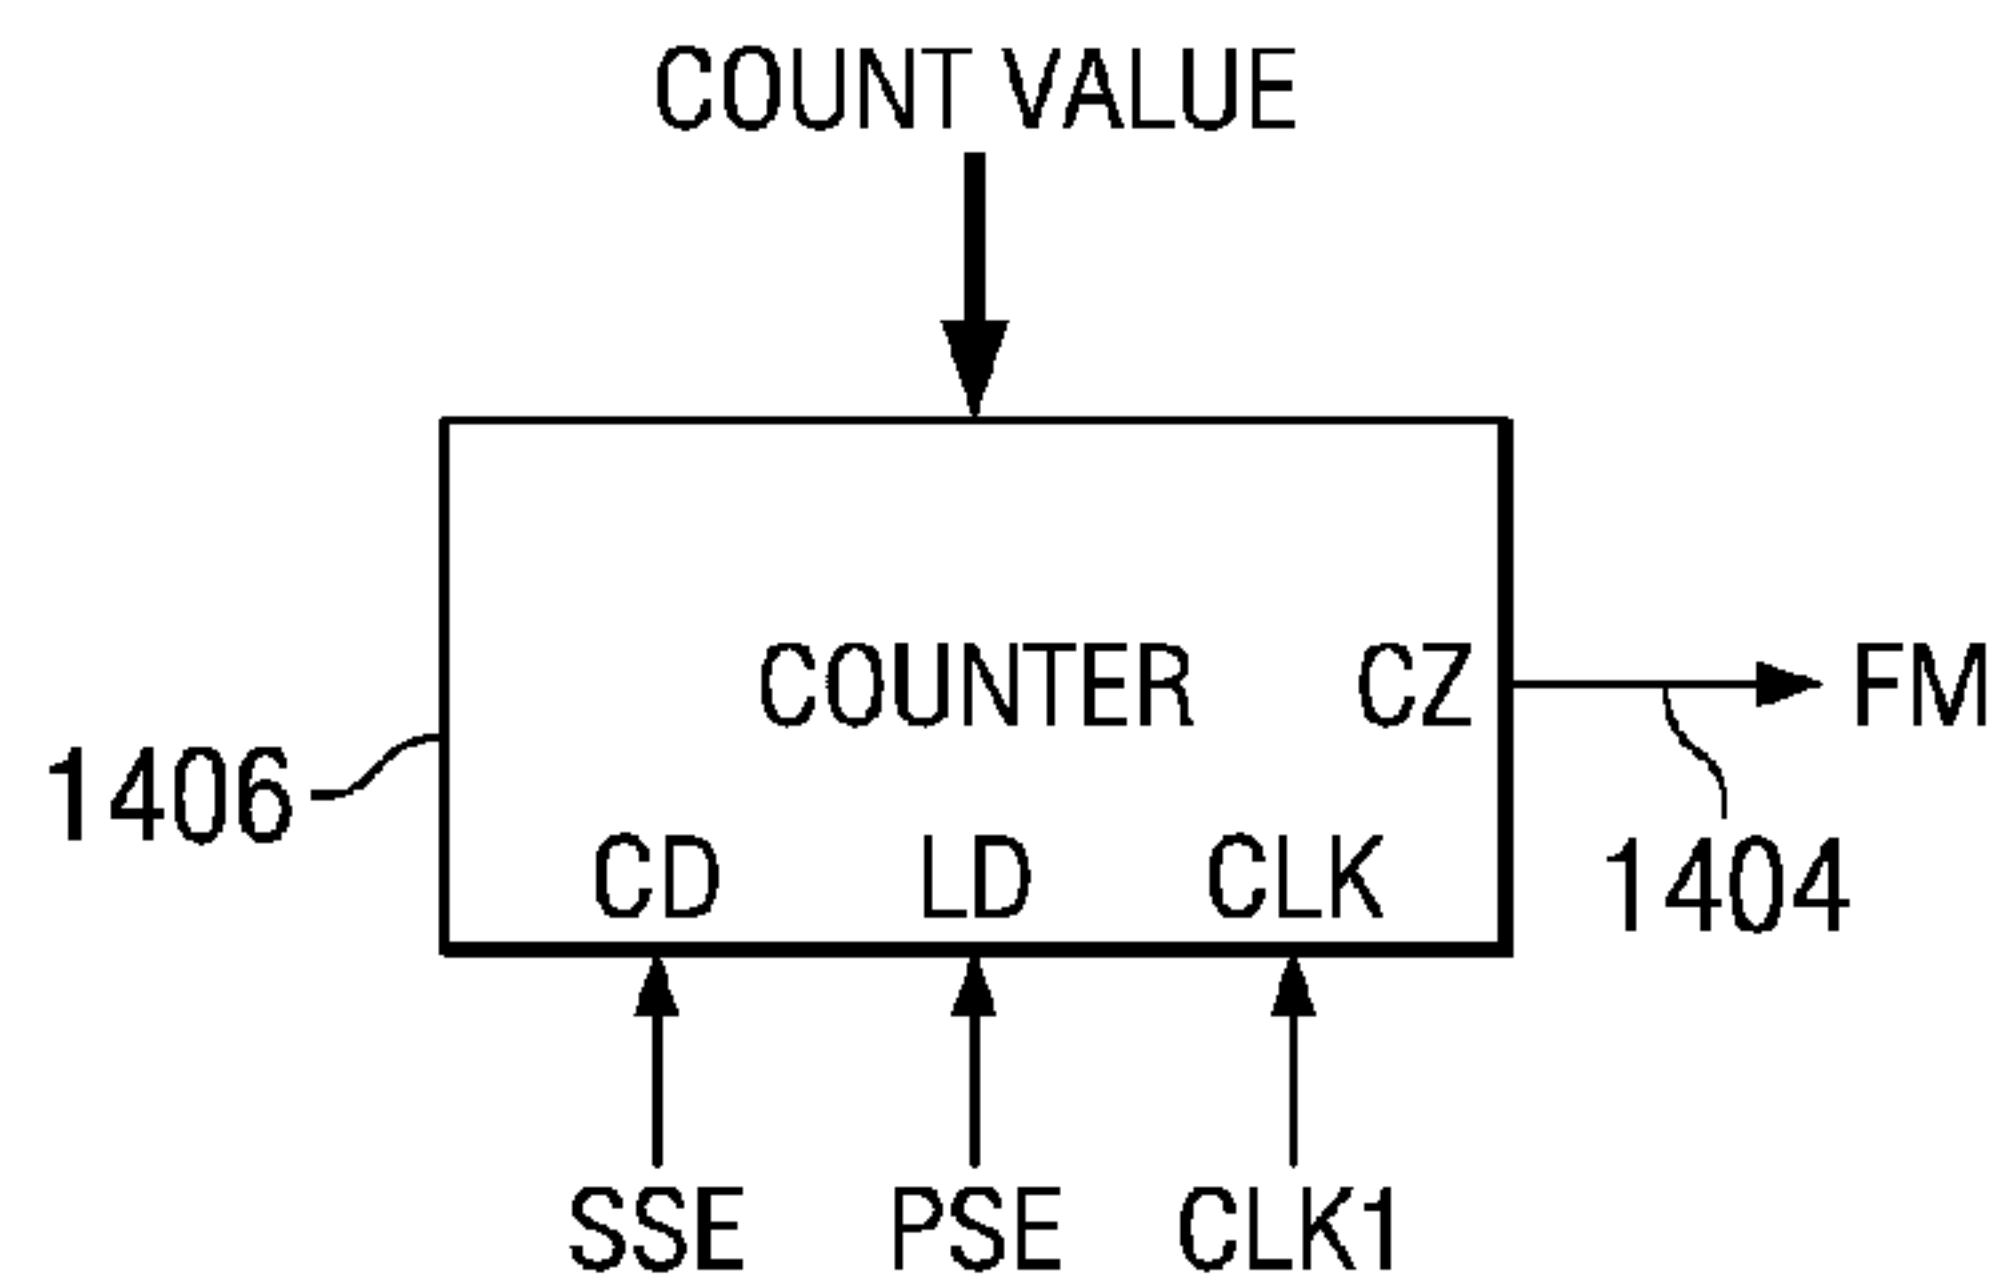 COUNT VALUE
COUNTER CZ FM
1406
CD LD CLK
1404
SSE PSE CLK1